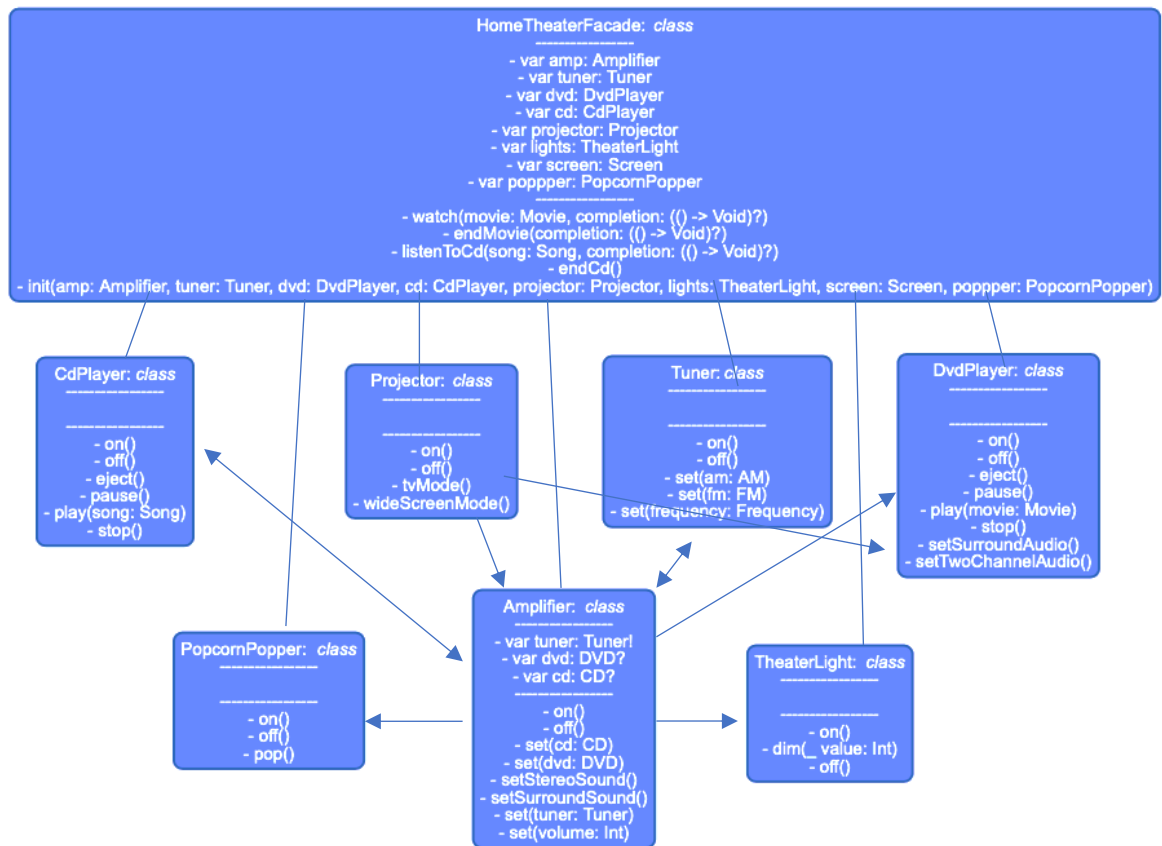 HomeTheaterFacade: class
-----------------
- var amp: Amplifier
- var tuner: Tuner
- var dvd: DvdPlayer
- var cd: CdPlayer
- var projector: Projector
- var lights: TheaterLight
- var screen: Screen
- var poppper: PopcornPopper
-----------------
- watch(movie: Movie, completion: (() -> Void)?)
- endMovie(completion: (() -> Void)?)
- listenToCd(song: Song, completion: (() -> Void)?)
- endCd()
- init(amp: Amplifier, tuner: Tuner, dvd: DvdPlayer, cd: CdPlayer, projector: Projector, lights: TheaterLight, screen: Screen, poppper: PopcornPopper)
CdPlayer: class
-----------------
-----------------
- on()
- off()
- eject()
- pause()
- play(song: Song)
- stop()
Projector: class
-----------------
-----------------
- on()
- off()
- tvMode()
- wideScreenMode()
Tuner: class
-----------------
-----------------
- on()
- off()
- set(am: AM)
- set(fm: FM)
- set(frequency: Frequency)
DvdPlayer: class
-----------------
-----------------
- on()
- off()
- eject()
- pause()
- play(movie: Movie)
- stop()
- setSurroundAudio()
- setTwoChannelAudio()
PopcornPopper: class
-----------------
-----------------
- on()
- off()
- pop()
Amplifier: class
-----------------
- var tuner: Tuner!
- var dvd: DVD?
- var cd: CD?
-----------------
- on()
- off()
- set(cd: CD)
- set(dvd: DVD)
- setStereoSound()
- setSurroundSound()
- set(tuner: Tuner)
- set(volume: Int)
TheaterLight: class
-----------------
-----------------
- on()
- dim(_ value: Int)
- off()